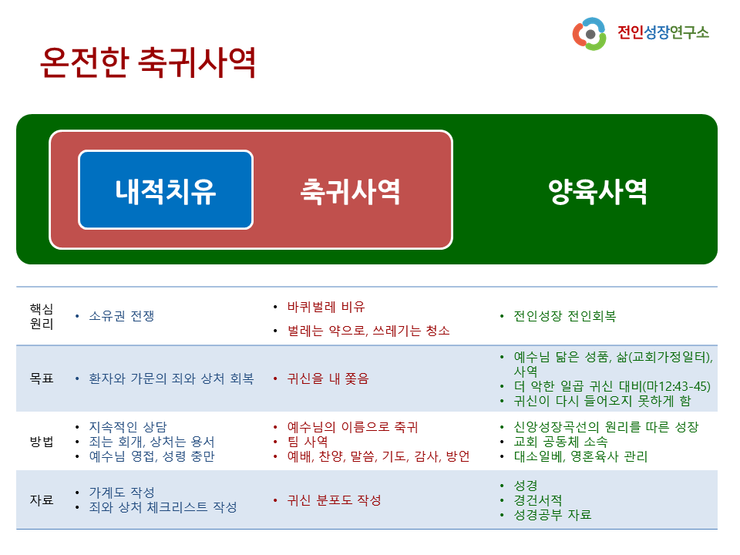 전인성장연구소
온전한 축귀사역
내적치유
축귀사역
양육사역
핵심
원리
• 소유권 전쟁
• 바퀴벌레 비유
• 벌레는 약으로, 쓰레기는 청소
• 전인성장 전인회복
목표
• 환자와 가문의 죄와 상처 회복
• 귀신을 내 쫓음
• 예수님 닮은 성품, 삶(교회가정일터),
사역
• 더 악한 일곱 귀신 대비(마12:43-45)
• 귀신이 다시 들어오지 못하게 함
방법
• 지속적인 상담
• 죄는 회개, 상처는 용서
• 예수님 영접, 성령 충만
• 예수님의 이름으로 축귀
• 팀 사역
• 예배, 찬양, 말씀, 기도, 감사, 방언
• 신앙성장곡선의 원리를 따른 성장
• 교회 공동체 소속
• 대소일베, 영혼육사 관리
자료
• 가계도 작성
• 죄와 상처 체크리스트 작성
• 귀신 분포도 작성
• 성경
• 경건서적
• 성경공부 자료